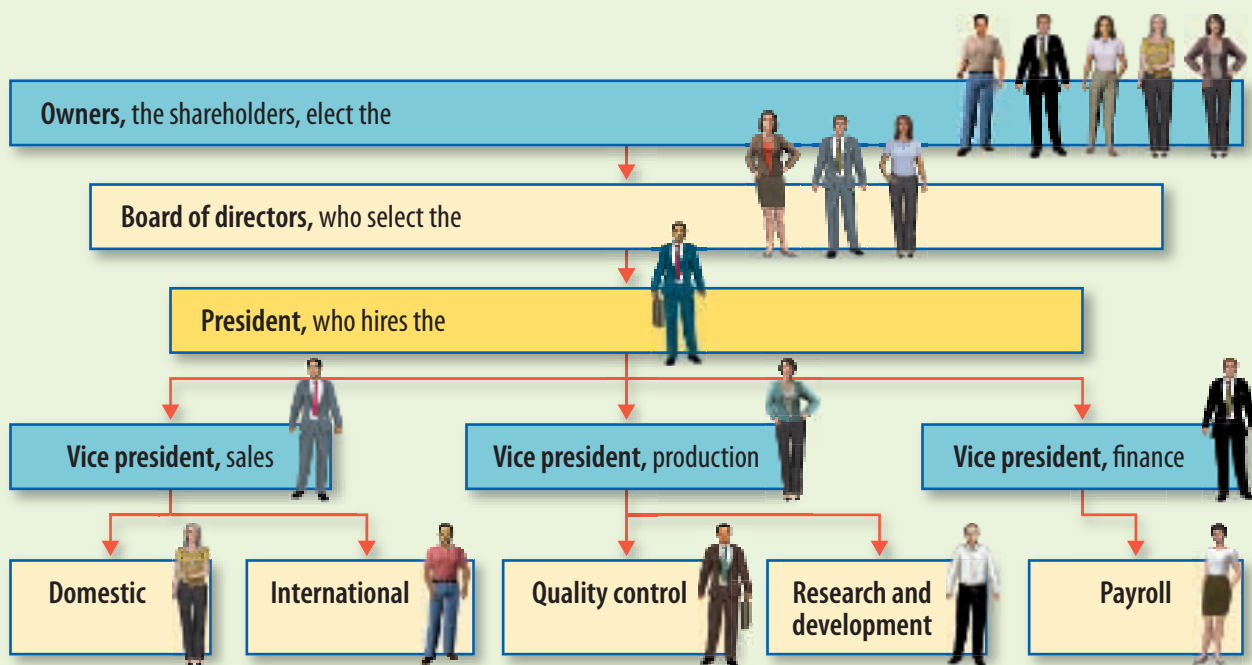 Owners, the shareholders, elect the
Board of directors, who select the
President, who hires the
Vice president, sales
Vice president, production
Vice president, finance
Domestic
International
Quality control
Research and
development
Payroll